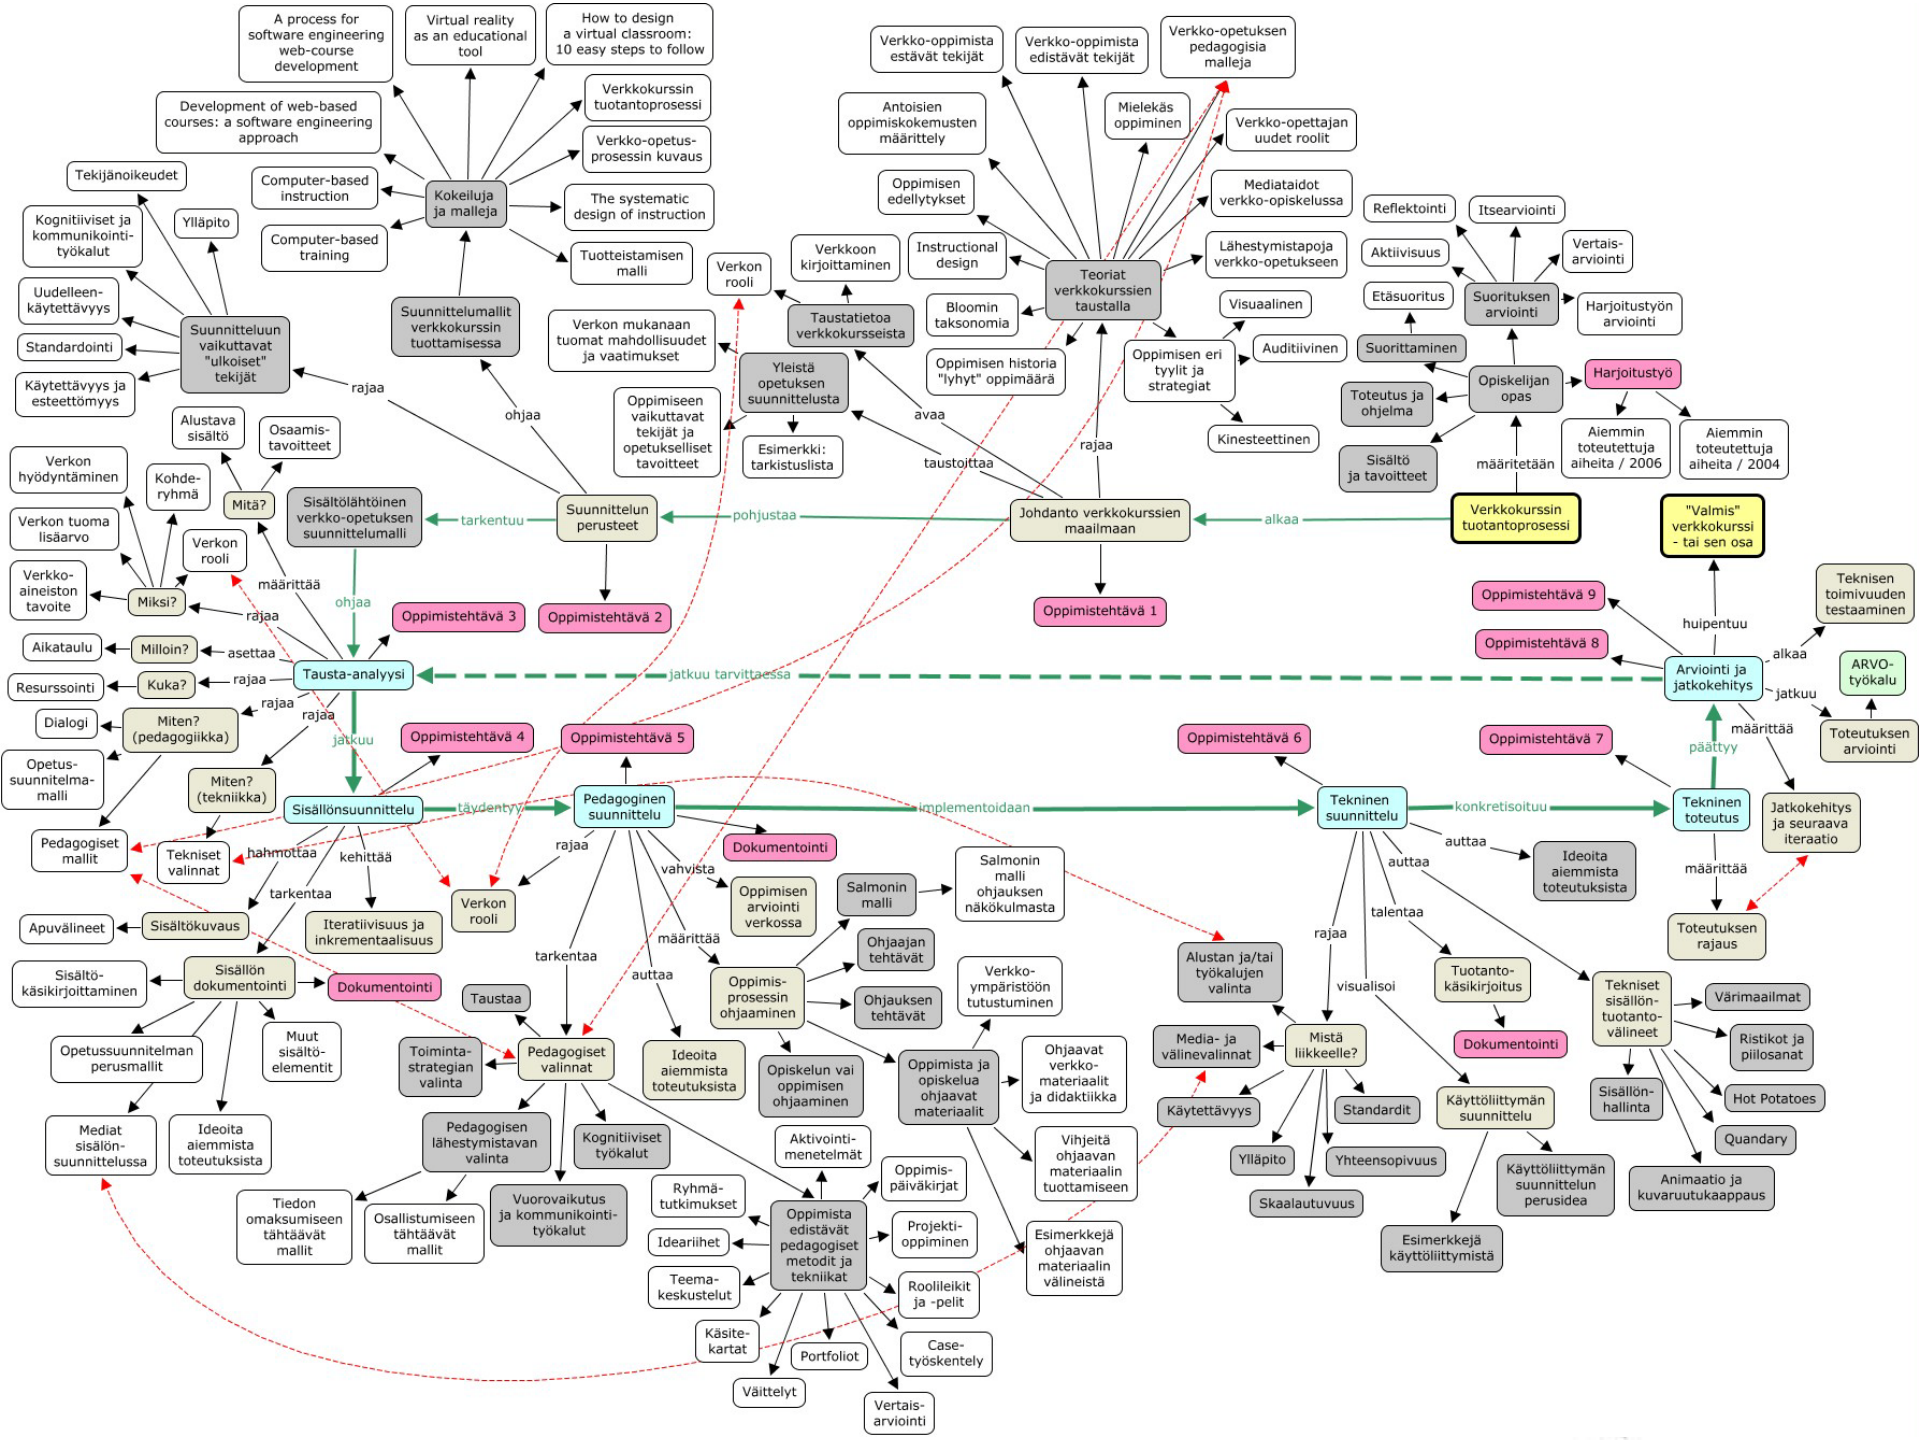 A process for
software engineering
web-course
development
Virtual reality
as an educational
tool
How to design
a virtual classroom:
10 easy steps to follow
Verkko-oppimista
estävät tekijät
Verkko-oppimista
edistävät tekijät
Verkko-opetuksen
pedagogisia
malleja
Development of web-based
courses: a software engineering
approach
Verkkokurssin
tuotantoprosessi
Antoisien
oppimiskokemusten
määrittely
Mielekäs
oppiminen
Verkko-opettajan
uudet roolit
Verkko-opetus-
prosessin kuvaus
Tekijänoikeudet
Computer-based
instruction
Kokeiluja
ja malleja
The systematic
design of instruction
Oppimisen
edellytykset
Mediataidot
verkko-opiskelussa
Reflektointi
Itsearviointi
Kognitiiviset ja
kommunikointi-
työkalut
Ylläpito
Computer-based
training
Tuotteistamisen
malli
Verkon
rooli
Verkkoon
kirjoittaminen
Instructional
design
Teoriat
verkkokurssien
taustalla
Lähestymistapoja
verkko-opetukseen
Aktiivisuus
Vertais-
arviointi
Uudelleen-
käytettävyys
Suunnitteluun
vaikuttavat
"ulkoiset"
tekijät
Suunnittelumallit
verkkokurssin
tuottamisessa
Verkon mukanaan
tuomat mahdollisuudet
ja vaatimukset
Taustatietoa
verkkokursseista
Bloomin
taksonomia
Visuaalinen
Etäsuoritus
Suorituksen
arviointi
Harjoitustyön
arviointi
Standardointi
Yleistä
opetuksen
suunnittelusta
Oppimisen historia
"lyhyt" oppimäärä
Oppimisen eri
tyylit ja
strategiat
Auditiivinen
Suorittaminen
Käytettävyys ja
esteettömyys
rajaa
Opiskelijan
opas
Harjoitustyö
Toteutus ja
ohjelma
Oppimiseen
vaikuttavat
tekijät ja
opetukselliset
tavoitteet
ohjaa
avaa
Alustava
sisältö
Osaamis-
tavoitteet
Esimerkki:
tarkistuslista
rajaa
Kinesteettinen
Aiemmin
toteutettuja
aiheita / 2006
Aiemmin
toteutettuja
aiheita / 2004
Verkon
hyödyntäminen
Kohde-
ryhmä
taustoittaa
Sisältö
ja tavoitteet
määritetään
Mitä?
Sisältölähtöinen
verkko-opetuksen
suunnittelumalli
tarkentuu
Suunnittelun
perusteet
pohjustaa
Johdanto verkkokurssien
maailmaan
alkaa
Verkkokurssin
tuotantoprosessi
"Valmis"
verkkokurssi
- tai sen osa
Verkon tuoma
lisäarvo
Verkon
rooli
Verkko-
aineiston
tavoite
Miksi?
määrittää
rajaa
ohjaa
Oppimistehtävä 3
Oppimistehtävä 2
Oppimistehtävä 1
Oppimistehtävä 9
Teknisen
toimivuuden
testaaminen
huipentuu
Aikataulu
Milloin?
asettaa
Oppimistehtävä 8
alkaa
Resurssointi
Kuka?
rajaa
Tausta-analyysi
jatkuu tarvittaessa
Arviointi ja
jatkokehitys
ARVO-
työkalu
jatkuu
Dialogi
Miten?
(pedagogiikka)
rajaa
rajaa
jatkuu
Oppimistehtävä 4
Oppimistehtävä 5
Oppimistehtävä 6
Oppimistehtävä 7
päättyy
määrittää
Toteutuksen
arviointi
Opetus-
suunnitelma-
malli
Miten?
(tekniikka)
Sisällönsuunnittelu
täydentyy
Pedagoginen
suunnittelu
implementoidaan
Tekninen
suunnittelu
konkretisoituu
Tekninen
toteutus
Jatkokehitys
ja seuraava
iteraatio
Pedagogiset
mallit
Tekniset
valinnat
hahmottaa
kehittää
rajaa
vahvista
Dokumentointi
auttaa
auttaa
Ideoita
aiemmista
toteutuksista
määrittää
tarkentaa
Salmonin
malli
Salmonin
malli
ohjauksen
näkökulmasta
Oppimisen
arviointi
verkossa
Verkon
rooli
talentaa
Apuvälineet
Sisältökuvaus
Iteratiivisuus ja
inkrementaalisuus
määrittää
rajaa
Toteutuksen
rajaus
Sisältö-
käsikirjoittaminen
Sisällön
dokumentointi
Dokumentointi
tarkentaa
auttaa
Ohjaajan
tehtävät
Verkko-
ympäristöön
tutustuminen
Alustan ja/tai
työkalujen
valinta
visualisoi
Tuotanto-
käsikirjoitus
Tekniset
sisällön-
tuotanto-
välineet
Värimaailmat
Taustaa
Oppimis-
prosessin
ohjaaminen
Ohjauksen
tehtävät
Opetussuunnitelman
perusmallit
Muut
sisältö-
elementit
Toiminta-
strategian
valinta
Pedagogiset
valinnat
Ideoita
aiemmista
toteutuksista
Opiskelun vai
oppimisen
ohjaaminen
Oppimista ja
opiskelua
ohjaavat
materiaalit
Ohjaavat
verkko-
materiaalit
ja didaktiikka
Media- ja
välinevalinnat
Mistä
liikkeelle?
Dokumentointi
Ristikot ja
piilosanat
Käytettävyys
Standardit
Käyttöliittymän
suunnittelu
Sisällön-
hallinta
Hot Potatoes
Mediat
sisälön-
suunnittelussa
Ideoita
aiemmista
toteutuksista
Pedagogisen
lähestymistavan
valinta
Kognitiiviset
työkalut
Aktivointi-
menetelmät
Vihjeitä
ohjaavan
materiaalin
tuottamiseen
Ylläpito
Yhteensopivuus
Quandary
Käyttöliittymän
suunnittelun
perusidea
Animaatio ja
kuvaruutukaappaus
Tiedon
omaksumiseen
tähtäävät
mallit
Osallistumiseen
tähtäävät
mallit
Vuorovaikutus
ja kommunikointi-
työkalut
Ryhmä-
tutkimukset
Oppimis-
päiväkirjat
Skaalautuvuus
Oppimista
edistävät
pedagogiset
metodit ja
tekniikat
Ideariihet
Projekti-
oppiminen
Esimerkkejä
ohjaavan
materiaalin
välineistä
Esimerkkejä
käyttöliittymistä
Teema-
keskustelut
Roolileikit
ja -pelit
Käsite-
kartat
Portfoliot
Case-
työskentely
Väittelyt
Vertais-
arviointi